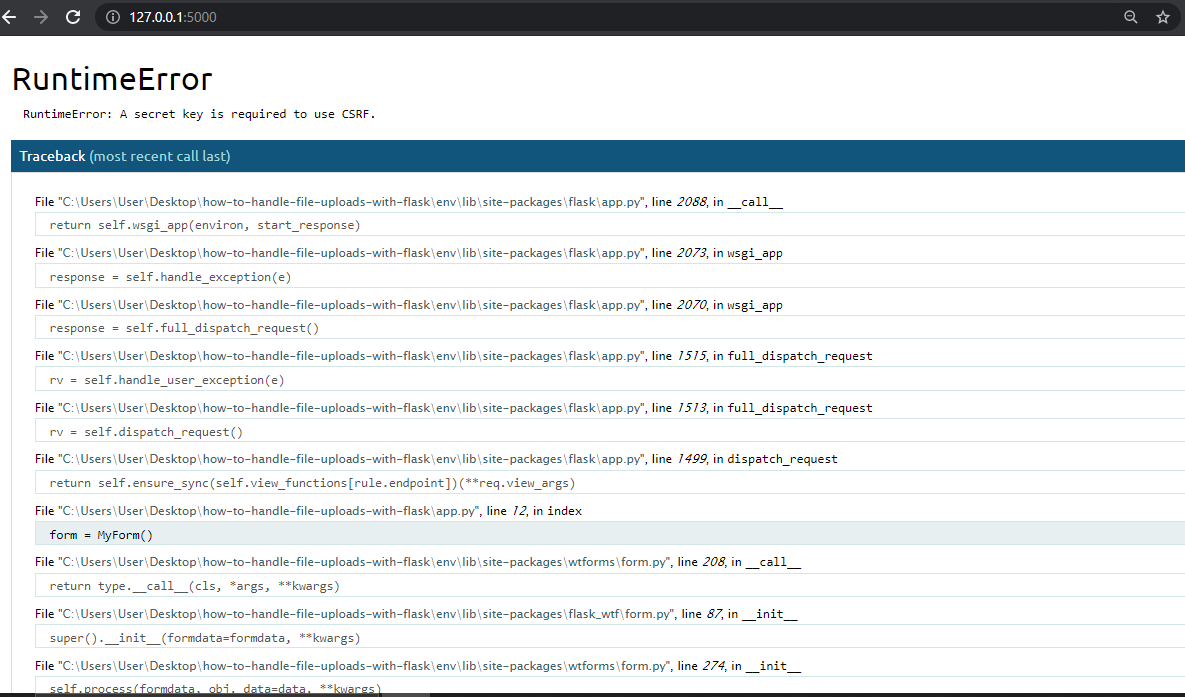 127.0.0.1:5000
RuntimeError
RuntimeError: A secret key is required to use CSRF.
Traceback (most recent call last)
File "C:\Users\User\Desktop\how-to-handle-file-uploads-with-flask\env\lib\site-packages\flask\app.py", line 2088, in __call__
return self.wsgi_app(environ, start_response)
File "C:\Users\User\Desktop\how-to-handle-file-uploads-with-flask\env\lib\site-packages\flask\app.py", line 2073, in wsgi_app
response = self.handle_exception(e)
File "C:\Users\User\Desktop\how-to-handle-file-uploads-with-flask\env\lib\site-packages\flask\app.py", line 2070, in wsgi_app
response = self.full_dispatch_request()
File "C:\Users\User\Desktop\how-to-handle-file-uploads-with-flask\env\lib\site-packages\flask\app.py", line 1515, in full_dispatch_request
rv = self.handle_user_exception(e)
File "C:\Users\User\Desktop\how-to-handle-file-uploads-with-flask\env\lib\site-packages\flask\app.py", line 1513, in full_dispatch_request
rv = self.dispatch_request()
File "C:\Users\User\Desktop\how-to-handle-file-uploads-with-flask\env\lib\site-packages\flask\app.py", line 1499, in dispatch_request
return self.ensure_sync(self.view_functions[rule.endpoint])(**req.view_args)
File "C:\Users\User\Desktop\how-to-handle-file-uploads-with-flask\app.py", line 12, in index
form = MyForm()
File "C:\Users\User\Desktop\how-to-handle-file-uploads-with-flask\env\lib\site-packages\wtforms\form.py", line 208, in __call__
return type.__call__(cls, *args, **kwargs)
File "C:\Users\User\Desktop\how-to-handle-file-uploads-with-flask\env\lib\site-packages\flask_wtf\form.py", line 87, in __init__
super().__init__(formdata=formdata, **kwargs)
File "C:\Users\User\Desktop\how-to-handle-file-uploads-with-flask\env\lib\site-packages\wtforms\form.py", line 274, in __init__
self.process(formdata, obj, data=data, **kwargs)